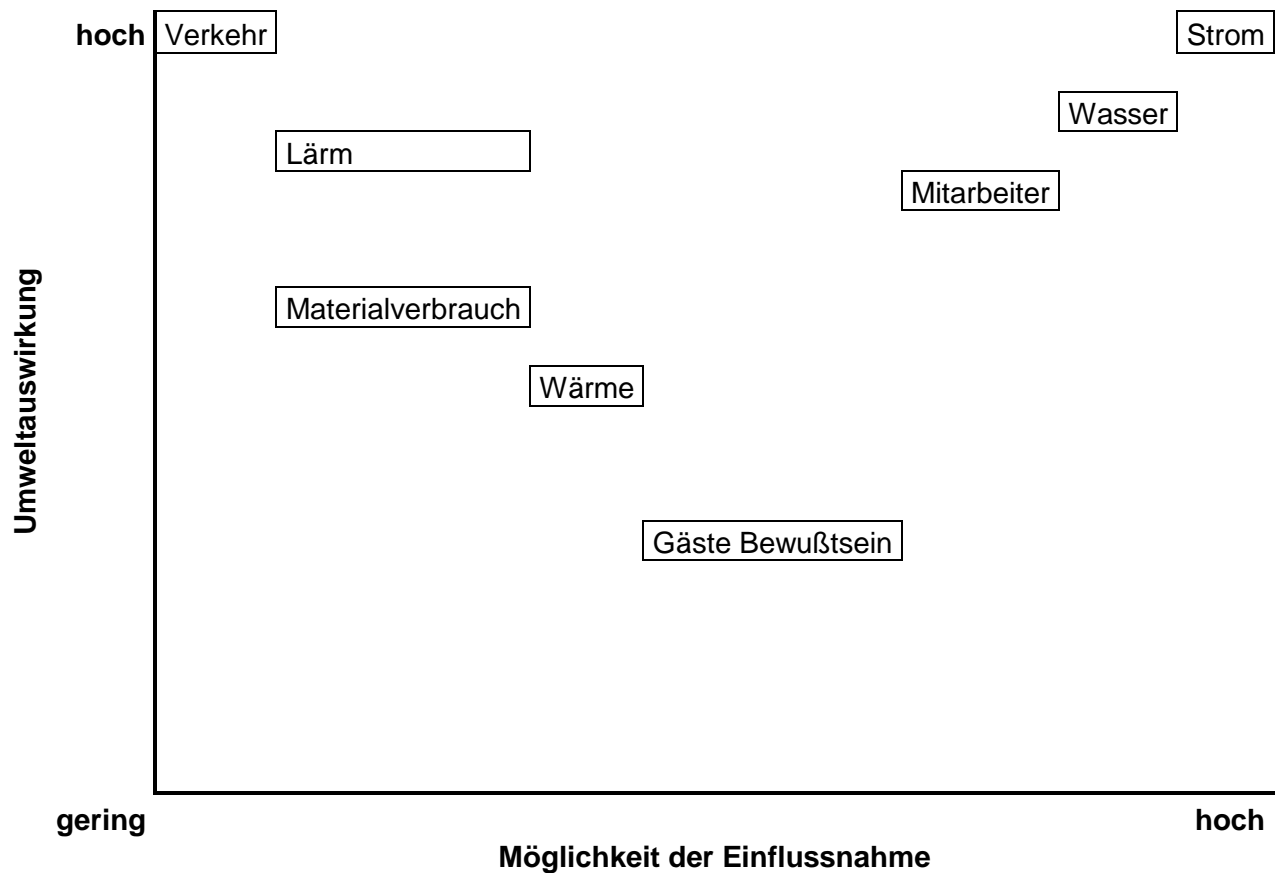 hoch Verkehr Strom
Wasser
Lärm
Mitarbeiter
Materialverbrauch
Wärme
Gäste Bewußtsein
Umweltauswirkung
gering hoch
Möglichkeit der Einflussnahme